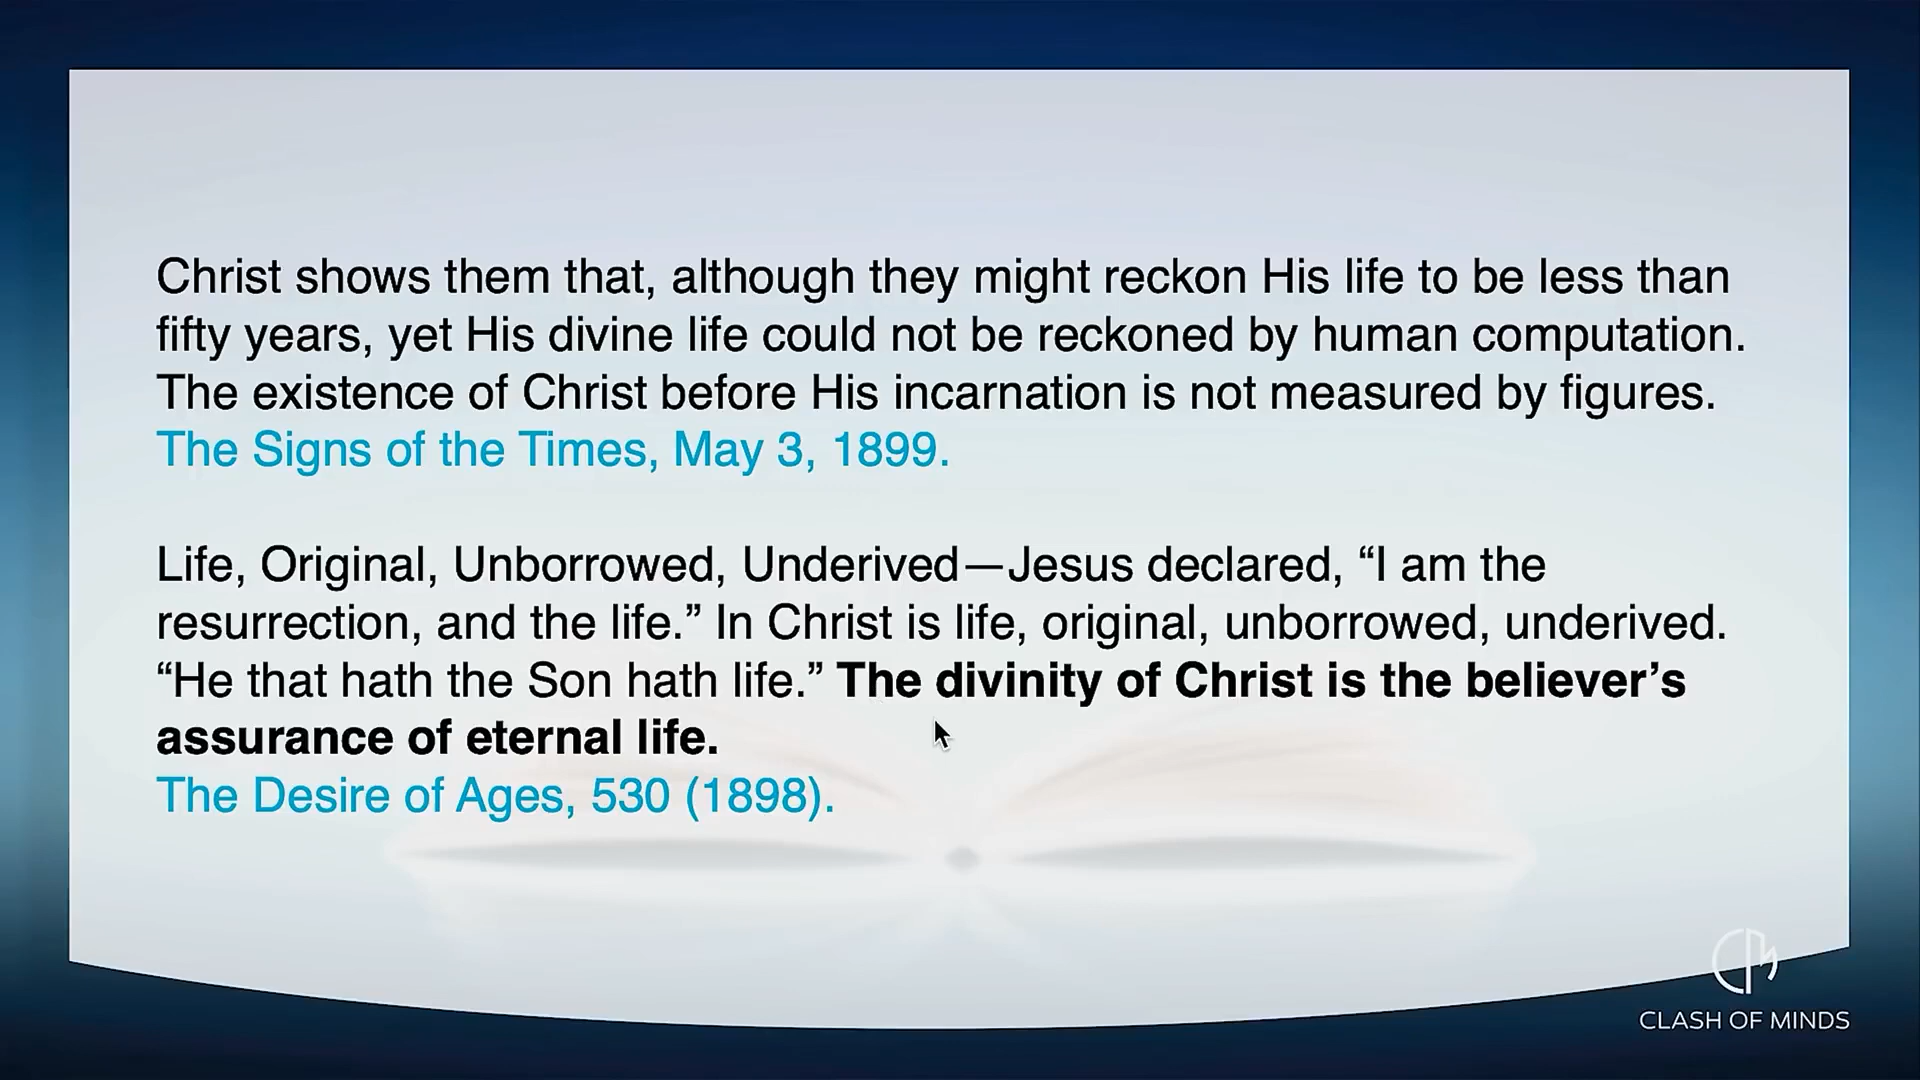 Christ shows them that, although they might reckon His life to be less than
fifty years, yet His divine life could not be reckoned by human computation.
The existence of Christ before His incarnation is not measured by figures.
The Signs of the Times, May 3, 1899.
Life, Original, Unborrowed, Underived—Jesus declared, “I am the
resurrection, and the life.” In Christ is life, original, unborrowed, underived.
“He that hath the Son hath life.” The divinity of Christ is the believer’s
assurance of eternal life.
The Desire of Ages, 530 (1898).
CLASH OF MINDS